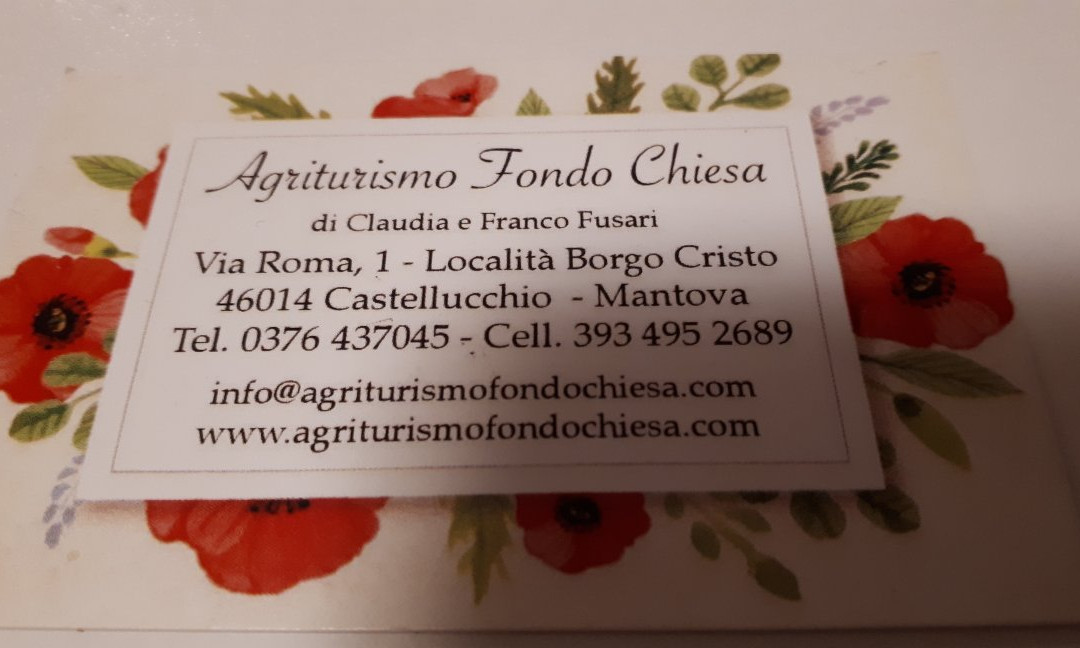 Agriturismo Fondo Chiesa
di Claudia e Franco Fusari
Via Roma, 1 - Località Borgo Cristo
46014 Castellucchio - Mantova
Tel. 0376 437045 - Cell. 393 495 2689
info@agriturismofondochiesa.com
www.agriturismofondochiesa.com